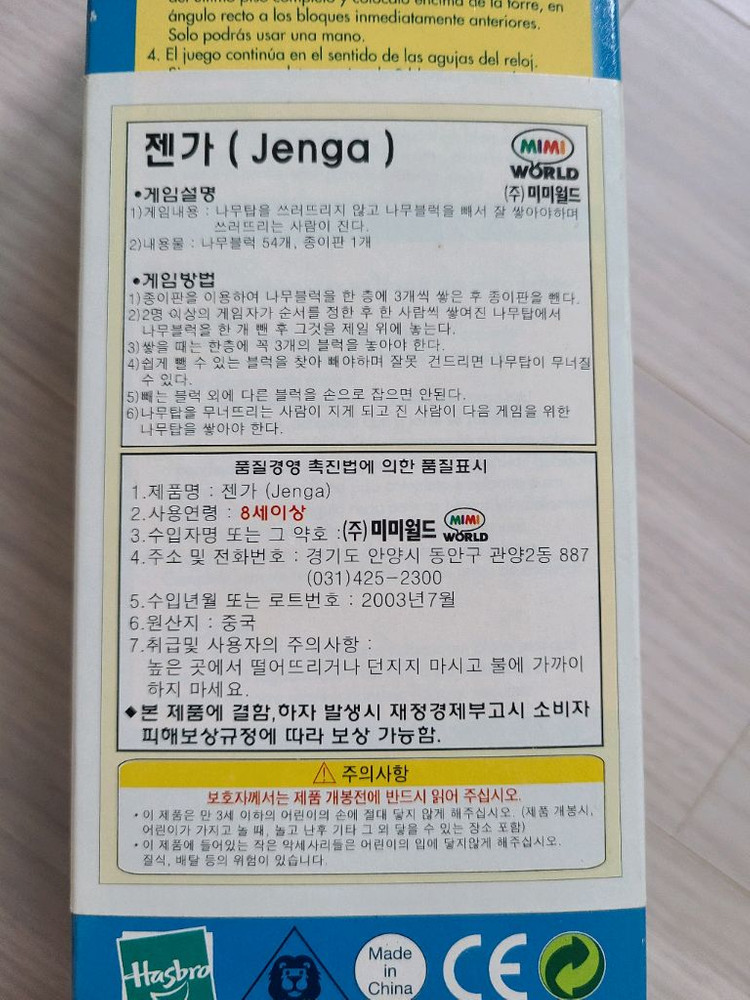 del último piso completo y colócalo encima de la torre, en
ángulo recto a los bloques inmediatamente anteriores.
Solo podrás usar una mano.
4. El juego continúa en el sentido de las agujas del reloj.
젠가 ( Jenga )
MIMI
WORLD
(주)미미월드
•게임설명
1)게임내용 : 나무탑을 쓰러뜨리지 않고 나무블럭을 빼서 잘 쌓아야하며
쓰러뜨리는 사람이 진다.
2)내용물 : 나무블럭 54개, 종이판 1개
•게임방법
1)종이판을 이용하여 나무블럭을 한 층에 3개씩 쌓은 후 종이판을 뺀다.
2)2명 이상의 게임자가 순서를 정한 후 한 사람씩 쌓여진 나무탑에서
나무블럭을 한 개 뺀 후 그것을 제일 위에 놓는다.
3)쌓을 때는 한층에 꼭 3개의 블럭을 놓아야 한다.
4)쉽게 뺄 수 있는 블럭을 찾아 빼야하며 잘못 건드리면 나무탑이 무너질
수 있다.
5)빼는 블럭 외에 다른 블럭을 손으로 잡으면 안된다.
6)나무탑을 무너뜨리는 사람이 지게 되고 진 사람이 다음 게임을 위한
나무탑을 쌓아야 한다.
품질경영 촉진법에 의한 품질표시
1.제품명 : 젠가 (Jenga)
2.사용연령 : 8세이상
3.수입자명 또는 그 약호 :(주)미미월드 MIMI WORLD
4.주소 및 전화번호 : 경기도 안양시 동안구 관양2동 887
(031)425-2300
5.수입년월 또는 로트번호 : 2003년7월
6.원산지 : 중국
7.취급및 사용자의 주의사항 :
높은 곳에서 떨어뜨리거나 던지지 마시고 불에 가까이
하지 마세요.
◆본 제품에 결함,하자 발생시 재정경제부고시 소비자
피해보상규정에 따라 보상 가능함.
⚠ 주의사항
보호자께서는 제품 개봉전에 반드시 읽어 주십시오.
• 이 제품은 만 3세 이하의 어린이의 손에 절대 닿지 않게 해주십시오. (제품 개봉시,
어린이가 가지고 놀 때, 놀고 난후 기타 그 외 닿을 수 있는 장소 포함)
• 이 제품에 들어있는 작은 악세사리들은 어린이의 입에 닿지않게 해주십시오.
질식, 배탈 등의 위험이 있습니다.
Hasbro
Made
in
China
CE